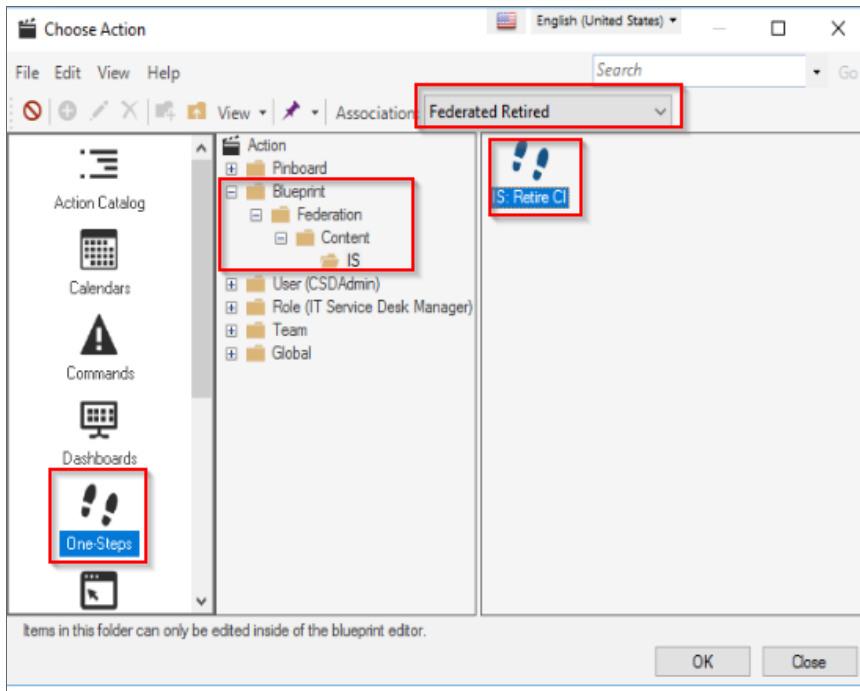 Choose Action
English (United States)
File Edit View Help
Search
Go
View
Association:
Federated Retired
Action Catalog
Calendars
Commands
Dashboards
One-Steps
Action
Pinboard
Blueprint
Federation
Content
IS
User (CSDAdmin)
Role (IT Service Desk Manager)
Team
Global
IS: Retire CI
Items in this folder can only be edited inside of the blueprint editor.
OK
Close